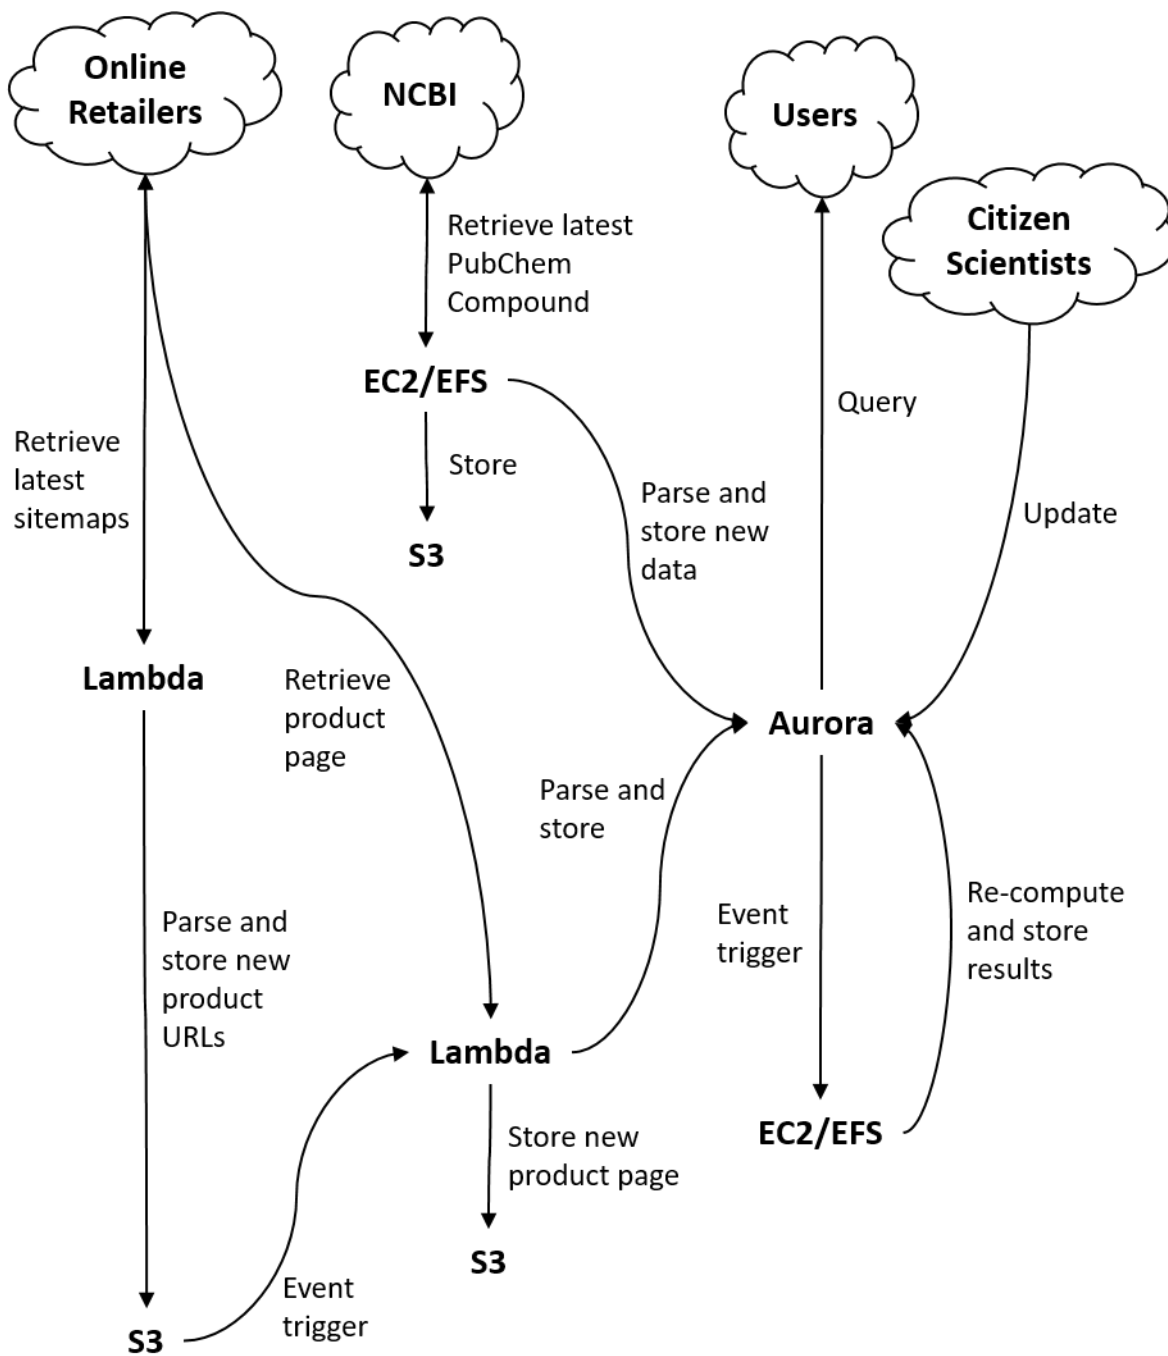 Online
Retailers
NCBI
Users
Citizen
Scientists
Retrieve latest
PubChem
Compound
EC2/EFS
Query
Retrieve
latest
sitemaps
Store
Parse and
store new
data
Update
S3
Lambda
Retrieve
product
page
Aurora
Parse and
store
Parse and
store new
product
URLs
Event
trigger
Re-compute
and store
results
Lambda
EC2/EFS
Store new
product page
S3
Event
trigger
S3